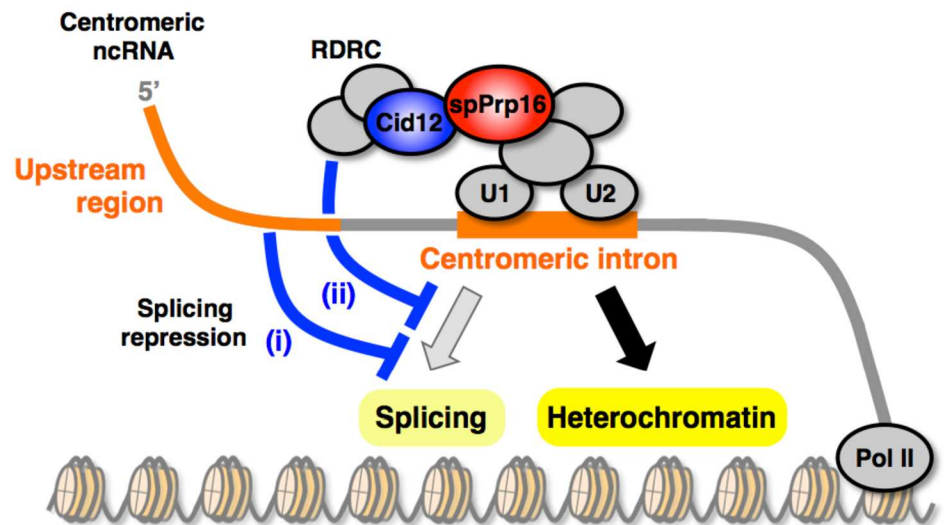 Centromeric
ncRNA
5’
RDRC
Cid12
spPrp16
U1
U2
Upstream
region
Centromeric intron
Splicing
repression
(i)
(ii)
Splicing
Heterochromatin
Pol II